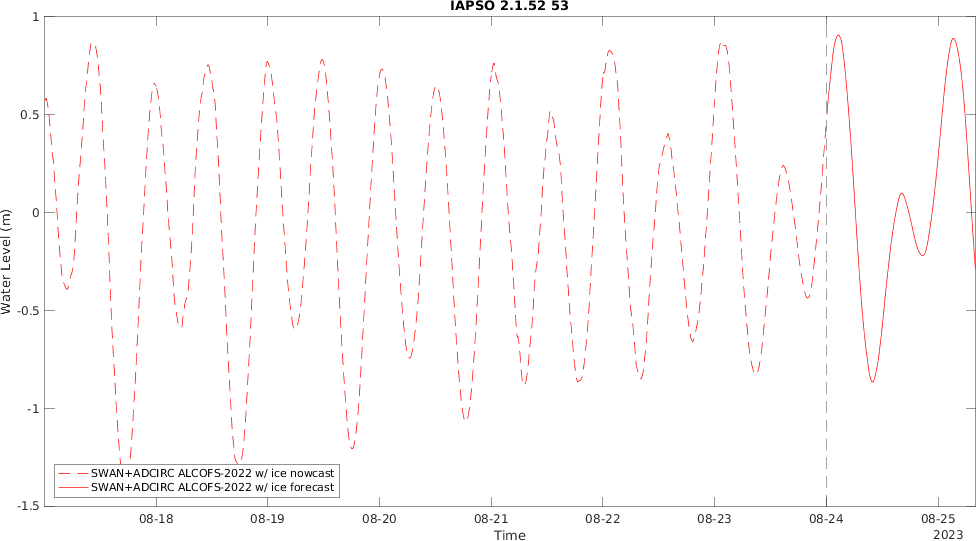 IAPSO 2.1.52 53
Water Level (m)
1
0.5
0
-0.5
-1
-1.5
SWAN+ADCIRC ALCOFS-2022 w/ ice nowcast
SWAN+ADCIRC ALCOFS-2022 w/ ice forecast
08-18 08-19 08-20 08-21 08-22 08-23 08-24 08-25
Time 2023